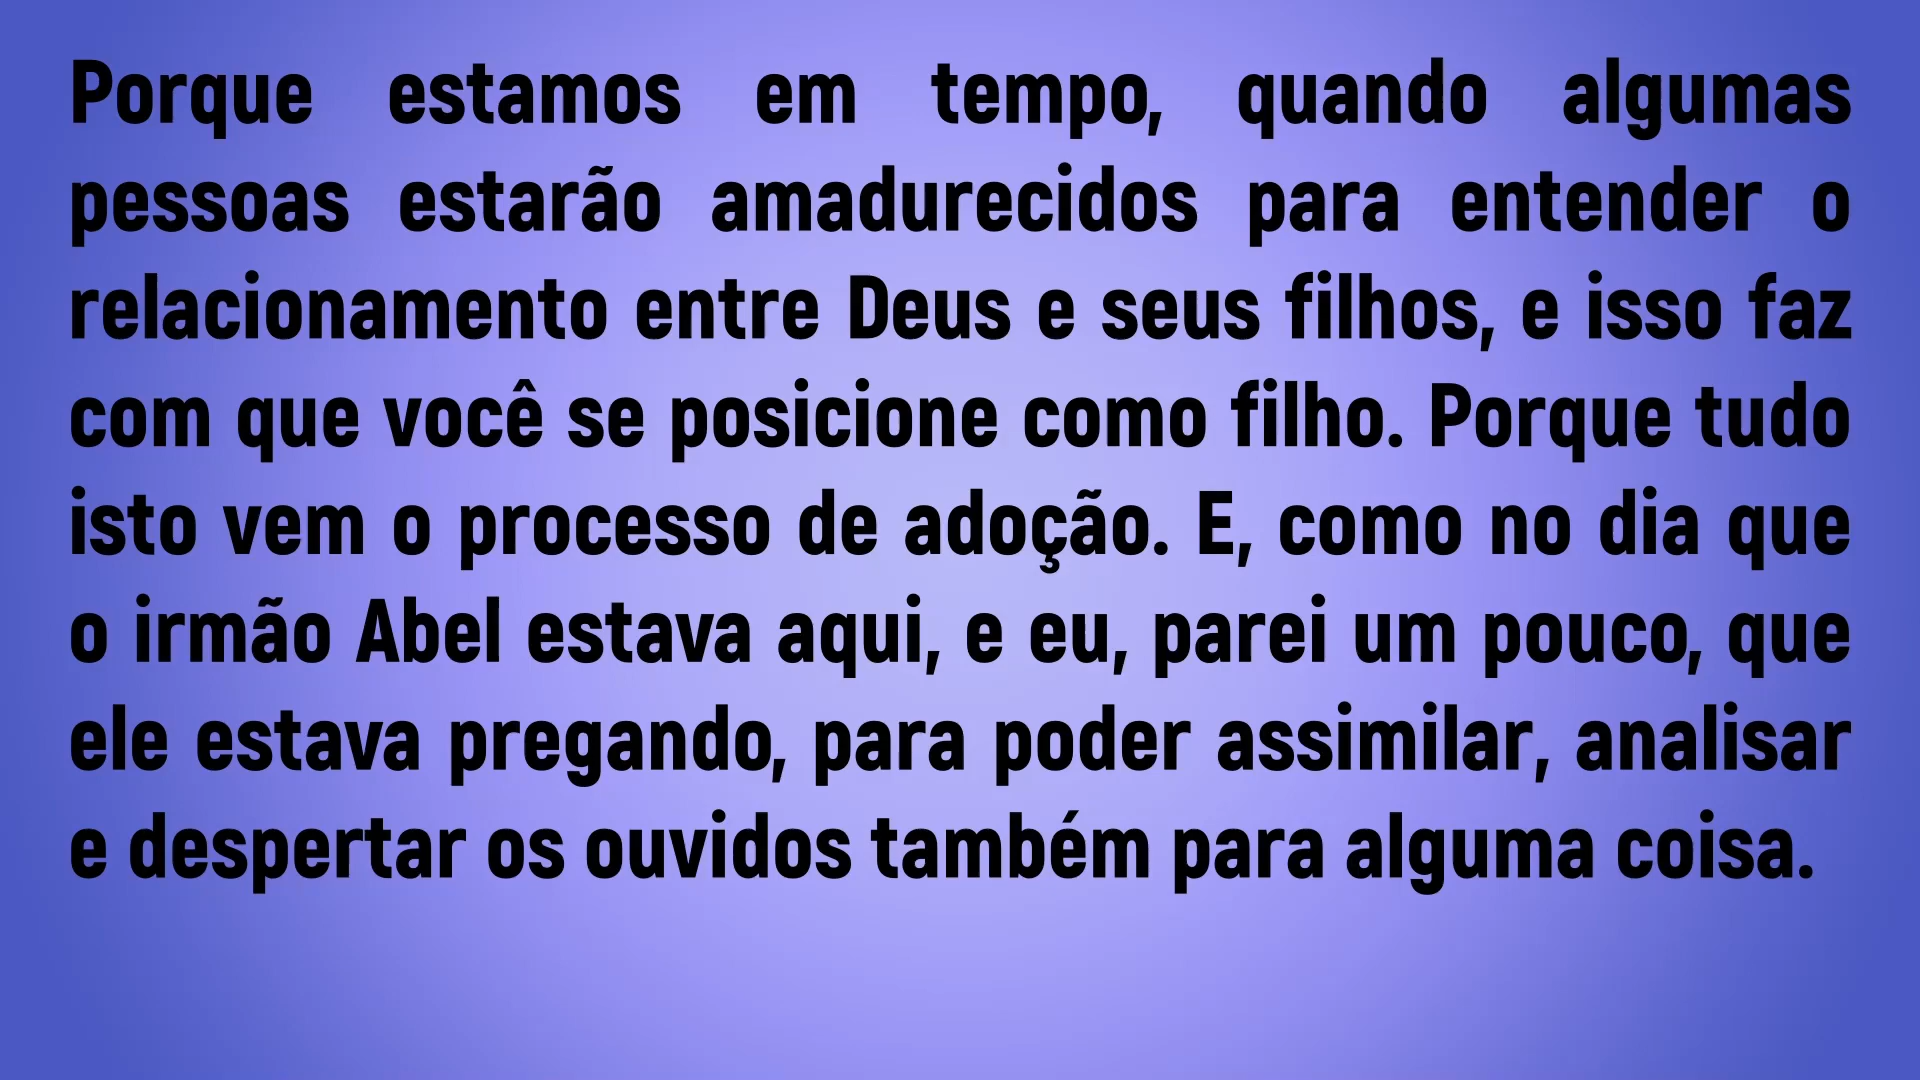 Porque estamos em tempo, quando algumas
pessoas estarão amadurecidos para entender o
relacionamento entre Deus e seus filhos, e isso faz
com que você se posicione como filho. Porque tudo
isto vem o processo de adoção. E, como no dia que
o irmão Abel estava aqui, e eu, parei um pouco, que
ele estava pregando, para poder assimilar, analisar
e despertar os ouvidos também para alguma coisa.